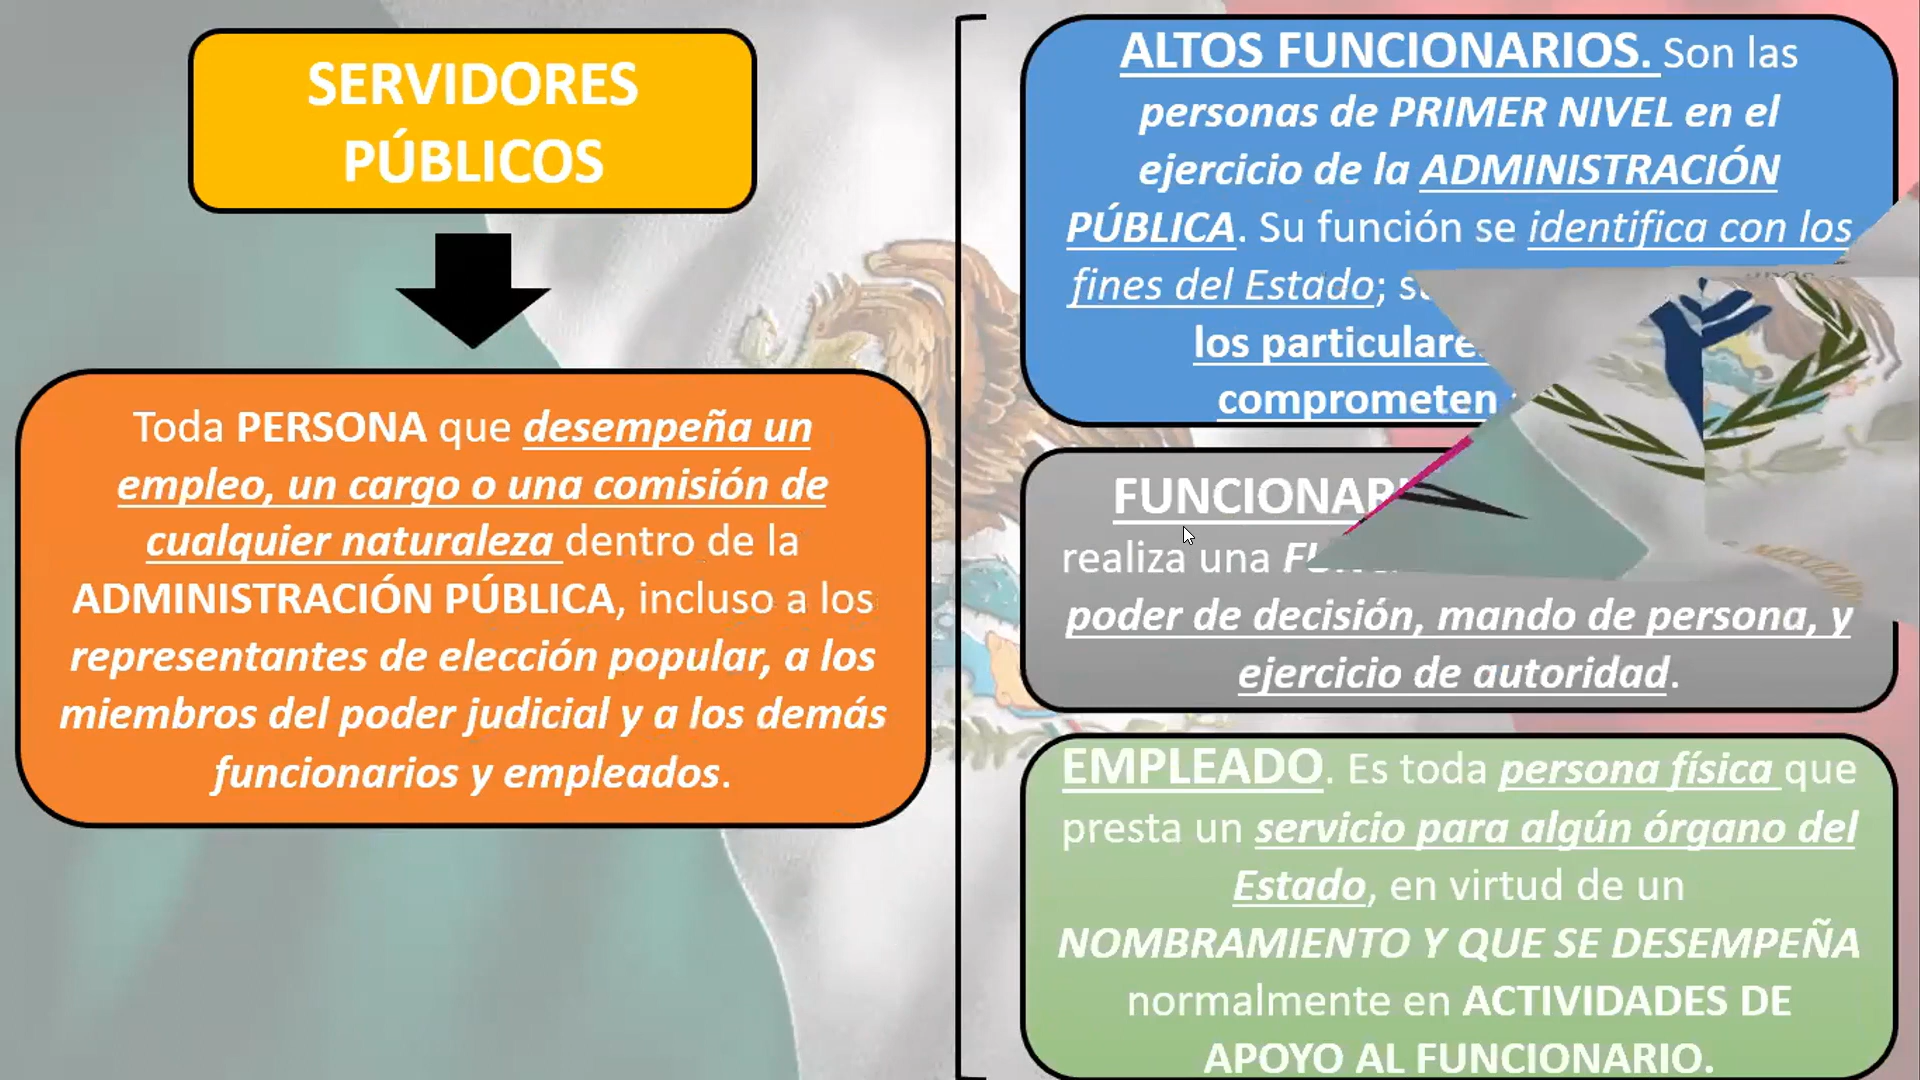 SERVIDORES
PÚBLICOS
Toda PERSONA que desempeña un
empleo, un cargo o una comisión de
cualquier naturaleza dentro de la
ADMINISTRACIÓN PÚBLICA, incluso a los
representantes de elección popular, a los
miembros del poder judicial y a los demás
funcionarios y empleados.
ALTOS FUNCIONARIOS. Son las
personas de PRIMER NIVEL en el
ejercicio de la ADMINISTRACIÓN
PÚBLICA. Su función se identifica con los
fines del Estado;
los
comprometen
realiza una
poder de decisión, mando de persona, y
ejercicio de autoridad.
EMPLEADO. Es toda persona física que
presta un servicio para algún órgano del
Estado, en virtud de un
NOMBRAMIENTO Y QUE SE DESEMPEÑA
normalmente en ACTIVIDADES DE
APOYO AL FUNCIONARIO.